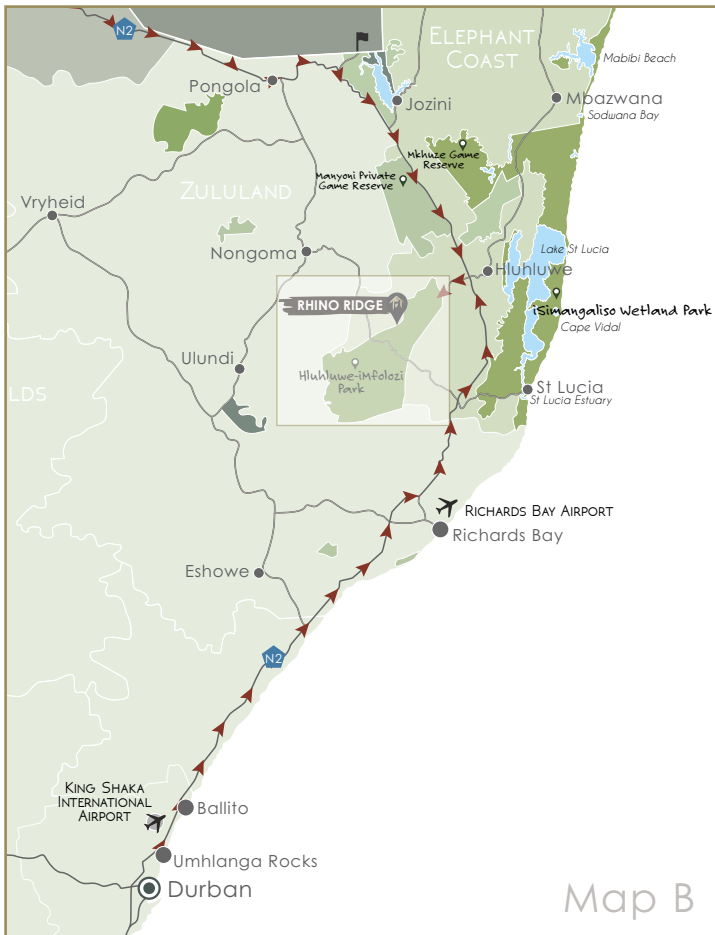 N2
ELEPHANT
COAST
Mabibi Beach
Pongola
Jozini
Mbazwana
Sodwana Bay
Mkhuze Game
Reserve
Manyoni Private
Game Reserve
ZULULAND
Vryheid
Nongoma
Lake St Lucia
Hluhluwe
RHINO RIDGE
iSimangaliso Wetland Park
Cape Vidal
Ulundi
Hluhluwe-iMfolozi
Park
LDS
St Lucia
St Lucia Estuary
RICHARDS BAY AIRPORT
Richards Bay
Eshowe
N2
KING SHAKA
INTERNATIONAL
AIRPORT
Ballito
Umhlanga Rocks
Durban
Map B